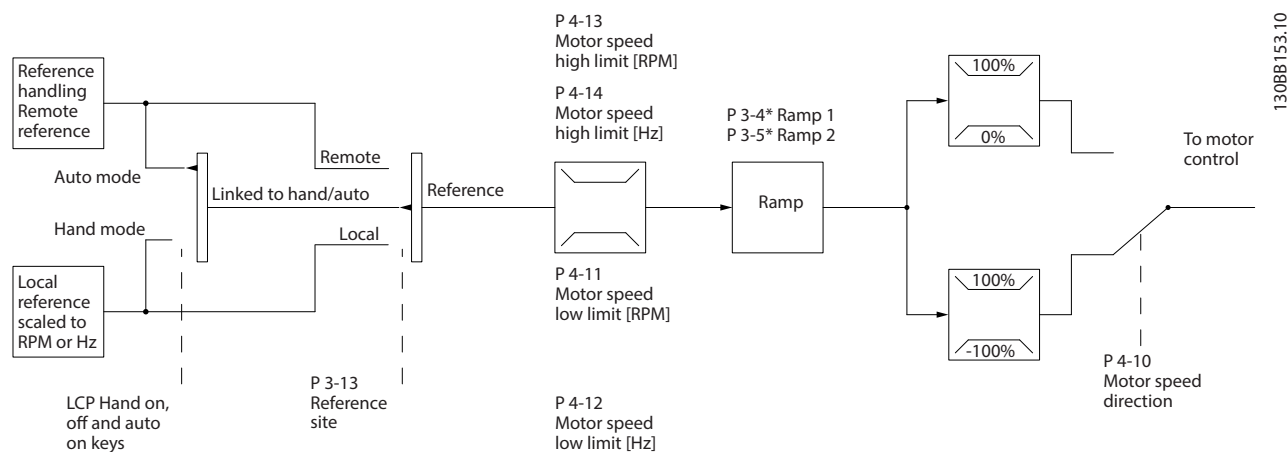 Reference
handling
Remote
reference
Auto mode
Hand mode
Local
reference
scaled to
RPM or Hz
LCP Hand on,
off and auto
on keys
Linked to hand/auto
Remote
Local
P 3-13
Reference
site
Reference
P 4-13
Motor speed
high limit [RPM]
P 4-14
Motor speed
high limit [Hz]
P 4-11
Motor speed
low limit [RPM]
P 4-12
Motor speed
low limit [Hz]
P 3-4* Ramp 1
P 3-5* Ramp 2
Ramp
100%
0%
100%
-100%
To motor
control
P 4-10
Motor speed
direction
130BB153.10